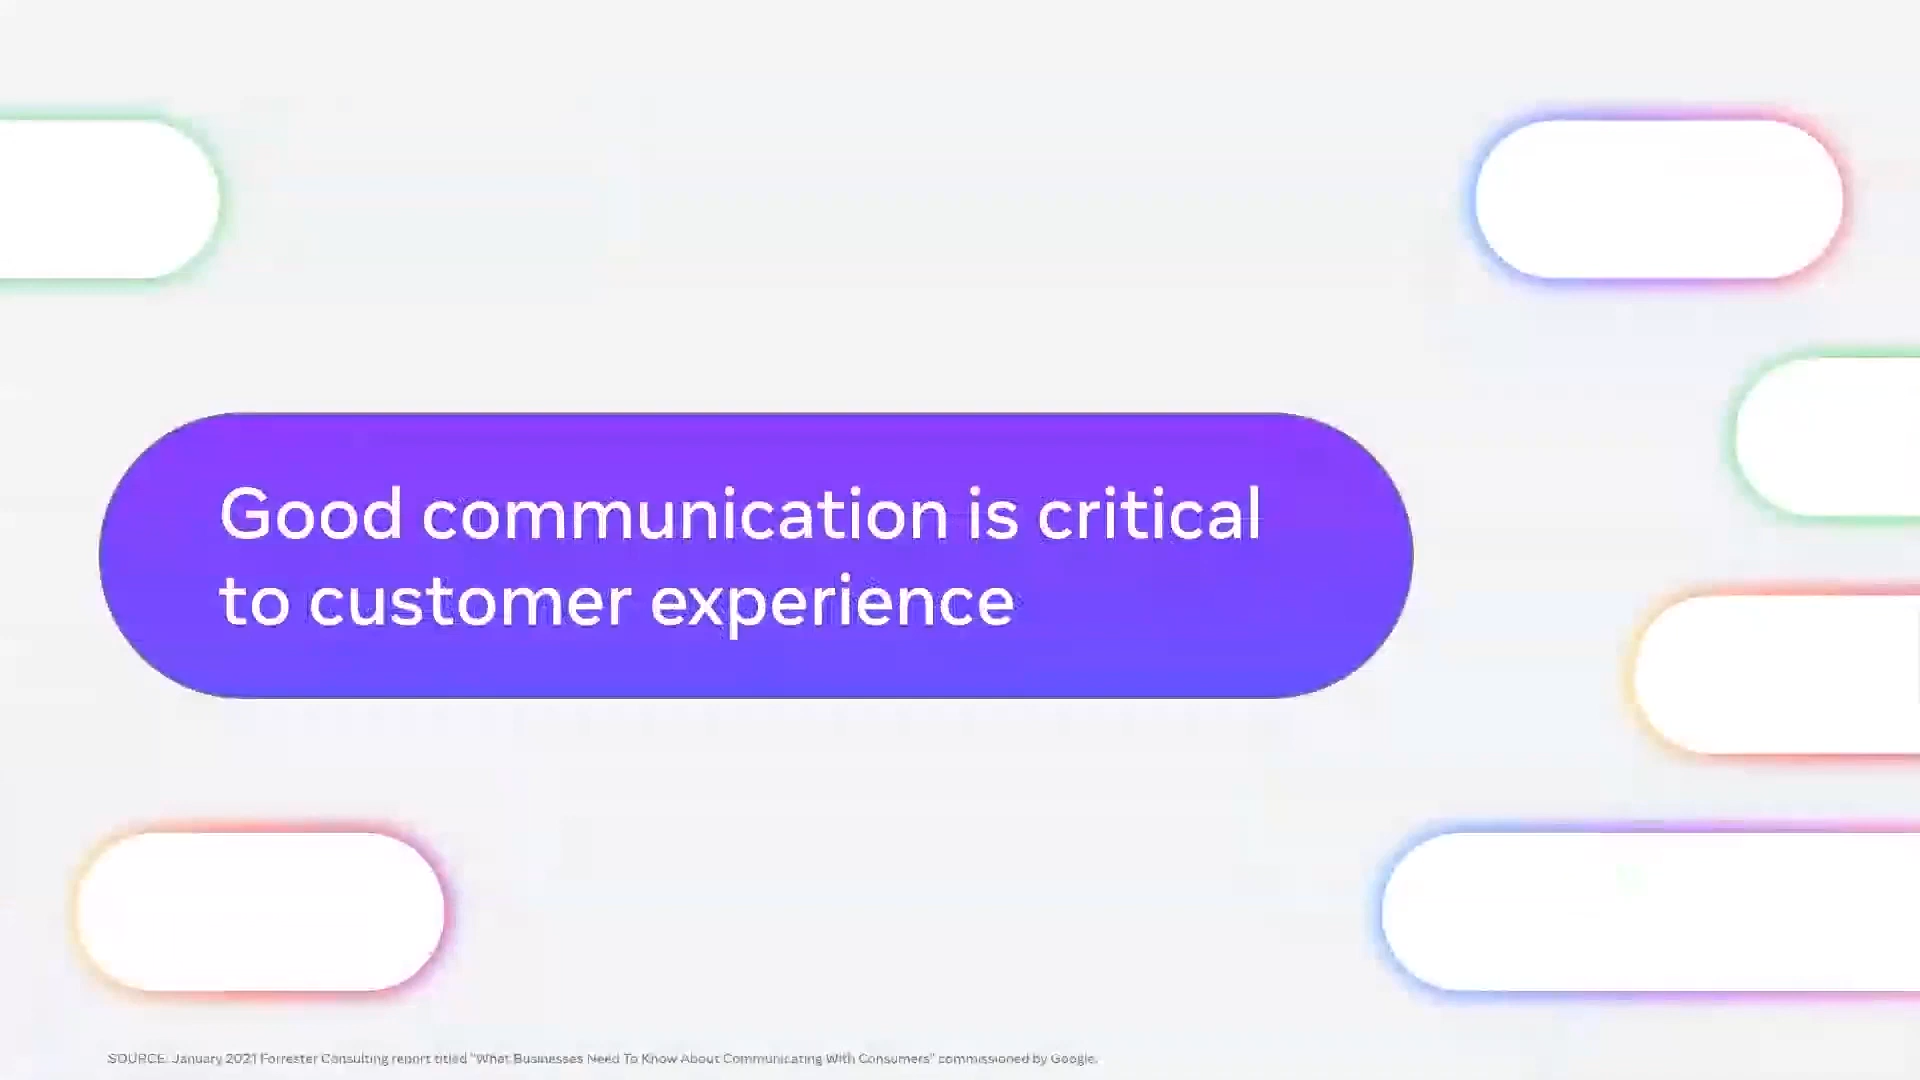 Good communication is critical
to customer experience
SOURCE: January 2021 Forrester Consulting report titled "What Businesses Need To Know About Communicating With Consumers" commissioned by Google.